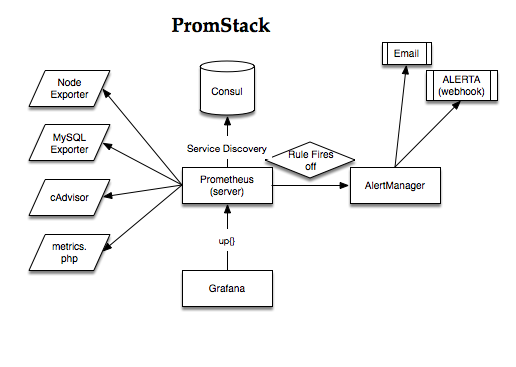 PromStack
Node
Exporter
MySQL
Exporter
cAdvisor
metrics.
php
Consul
Service Discovery
Prometheus
(server)
up{}
Grafana
Rule Fires
off
AlertManager
Email
ALERTA
(webhook)